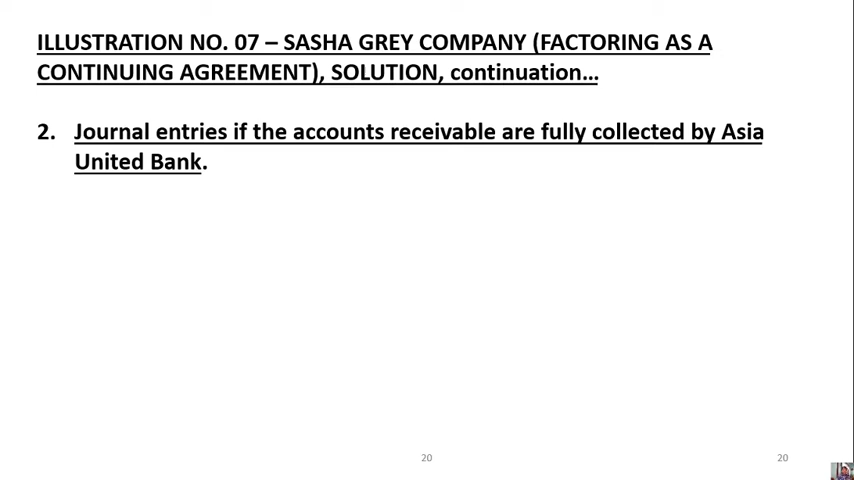 ILLUSTRATION NO. 07 – SASHA GREY COMPANY (FACTORING AS A
CONTINUING AGREEMENT), SOLUTION, continuation…
2. Journal entries if the accounts receivable are fully collected by Asia
United Bank.
20
20